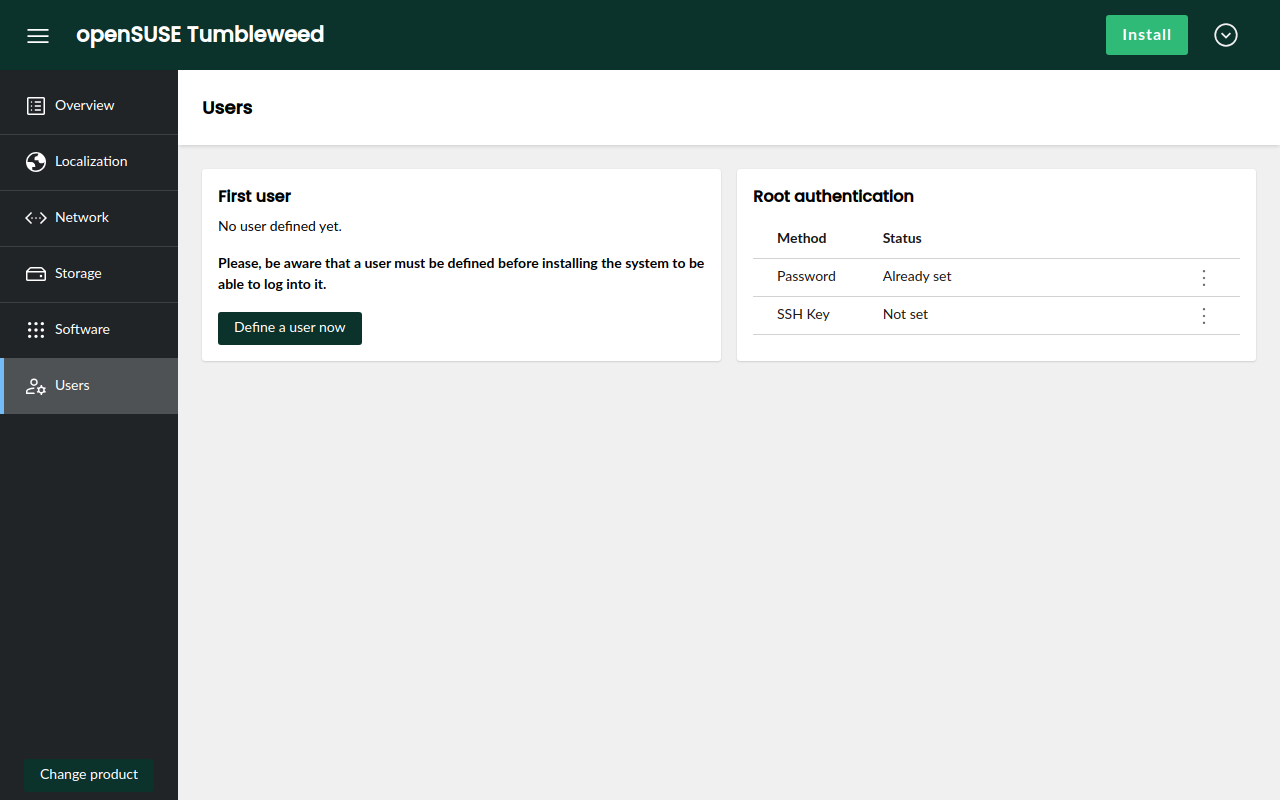 openSUSE Tumbleweed
Install
Overview
Localization
Network
Storage
Software
Users
Change product
Users
First user
No user defined yet.
Please, be aware that a user must be defined before installing the system to be
able to log into it.
Define a user now
Root authentication
Method Status
Password Already set
SSH Key Not set